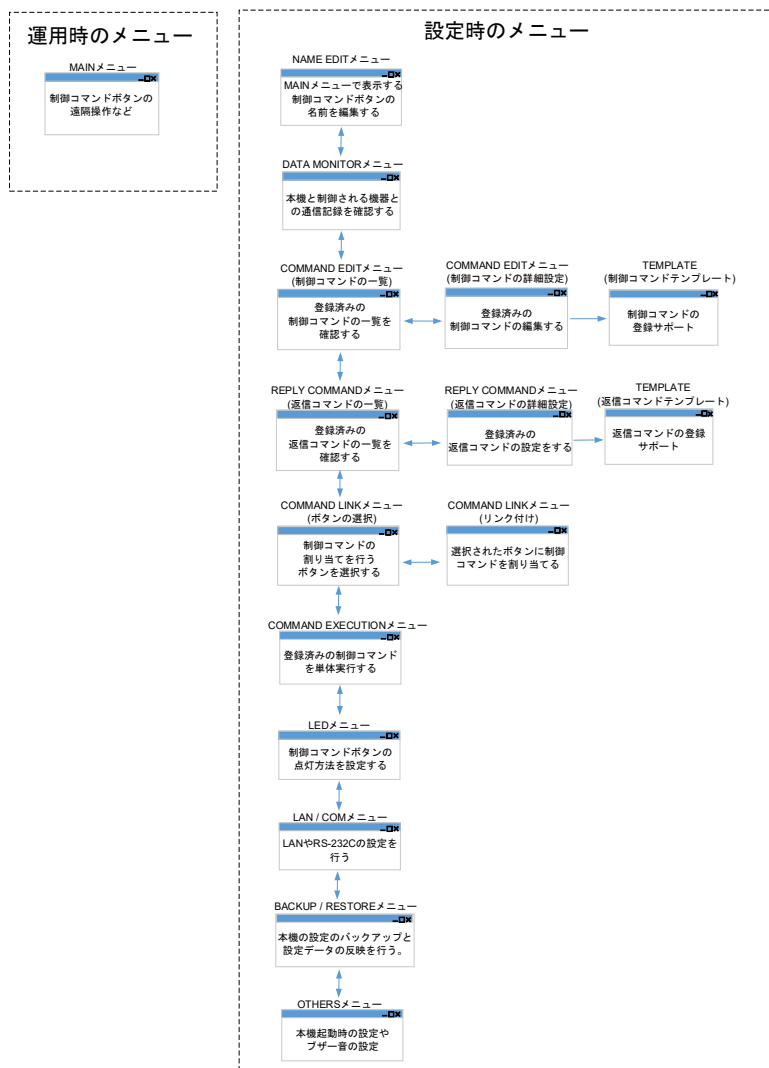 運用時のメニュー
MAINメニュー
制御コマンドボタンの
遠隔操作など
設定時のメニュー
NAME EDITメニュー
MAINメニューで表示する
制御コマンドボタンの
名前を編集する
DATA MONITORメニュー
本機と制御される機器と
の通信記録を確認する
COMMAND EDITメニュー
(制御コマンドの一覧)
登録済みの
制御コマンドの一覧を
確認する
COMMAND EDITメニュー
(制御コマンドの詳細設定)
登録済みの
制御コマンドの編集する
TEMPLATE
(制御コマンドテンプレート)
制御コマンドの
登録サポート
REPLY COMMANDメニュー
(返信コマンドの一覧)
登録済みの
返信コマンドの一覧を
確認する
REPLY COMMANDメニュー
(返信コマンドの詳細設定)
登録済みの
返信コマンドの設定をする
TEMPLATE
(返信コマンドテンプレート)
返信コマンドの登録
サポート
COMMAND LINKメニュー
(ボタンの選択)
制御コマンドの
割り当てを行う
ボタンを選択する
COMMAND LINKメニュー
(リンク付け)
選択されたボタンに制御
コマンドを割り当てる
COMMAND EXECUTIONメニュー
登録済みの制御コマンド
を単体実行する
LEDメニュー
制御コマンドボタンの
点灯方法を設定する
LAN / COMメニュー
LANやRS-232Cの設定を
行う
BACKUP / RESTOREメニュー
本機の設定のバックアップと
設定データの反映を行う。
OTHERSメニュー
本機起動時の設定や
ブザー音の設定